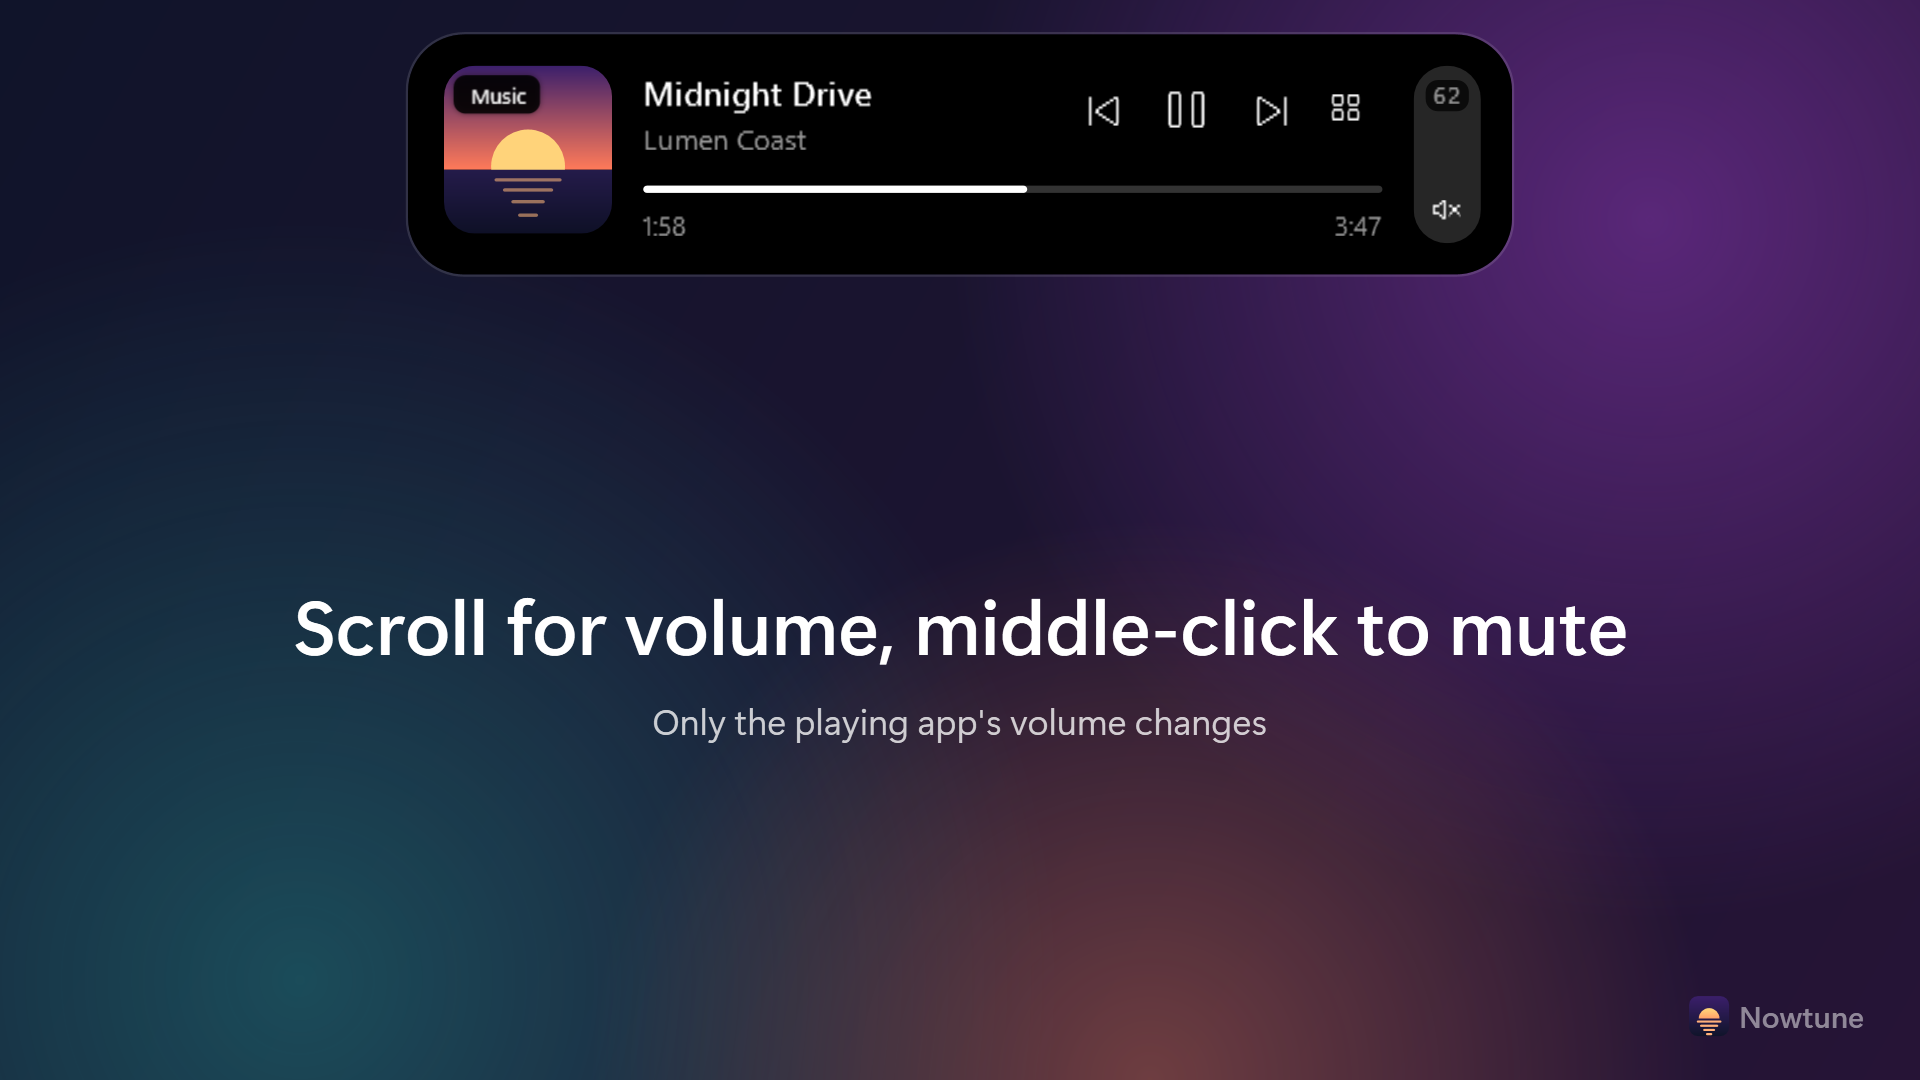 Music
Midnight Drive
Lumen Coast
1:58
3:47
62
Scroll for volume, middle-click to mute
Only the playing app's volume changes
Nowtune